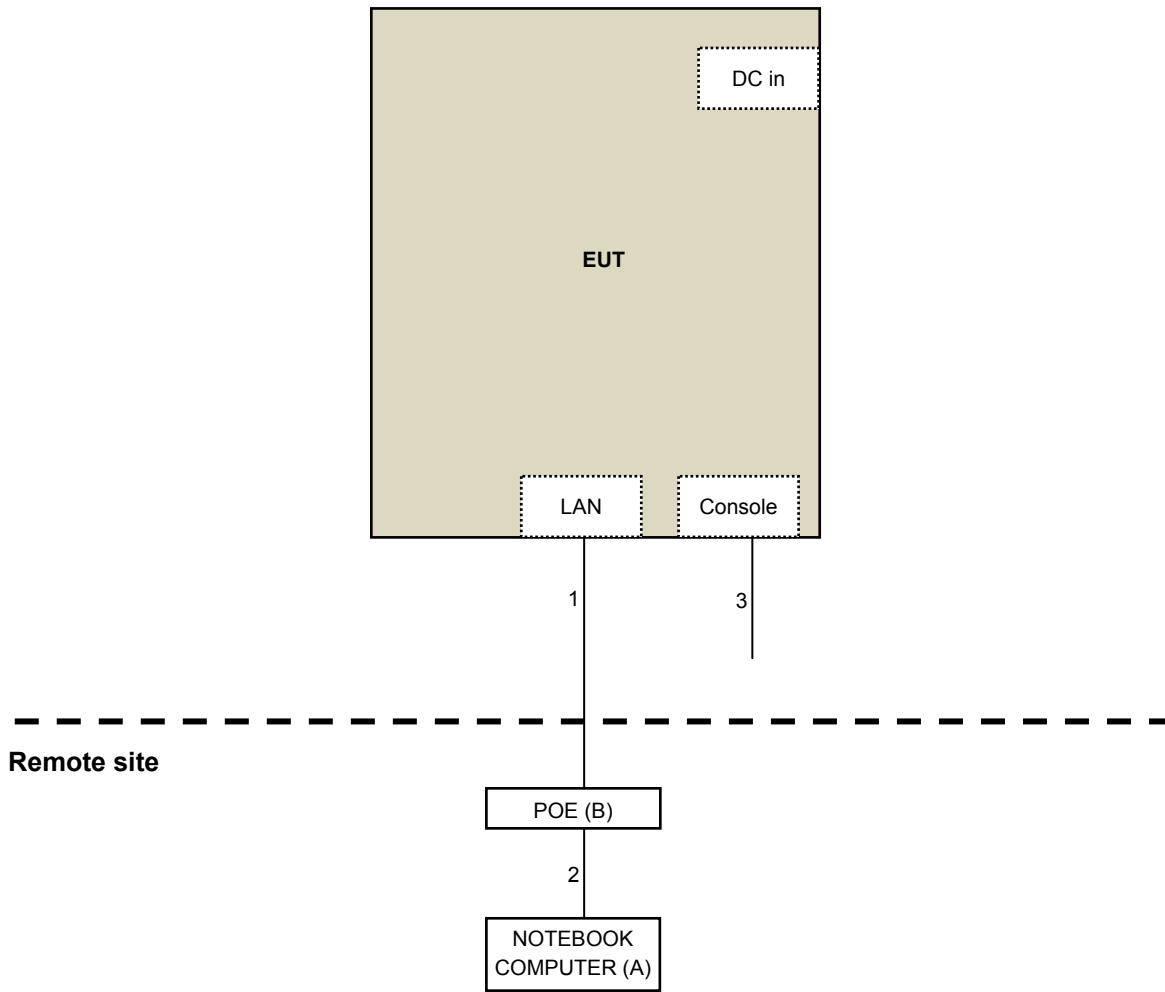 DC in
EUT
LAN
Console
1
3
Remote site
POE (B)
2
NOTEBOOK
COMPUTER (A)